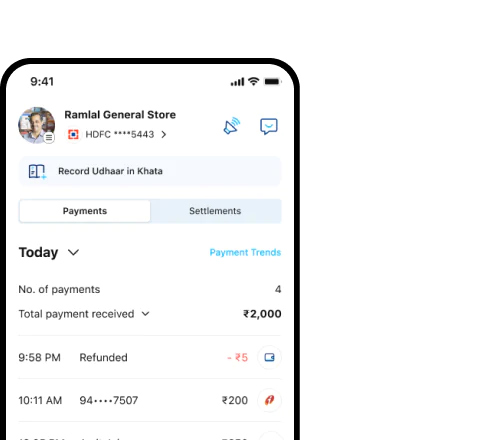 9:41
Ramlal General Store
HDFC ****5443
Record Udhaar in Khata
Payments Settlements
Today Payment Trends
No. of payments 4
Total payment received ₹2,000
9:58 PM Refunded - ₹5
10:11 AM 94••••7507 ₹200